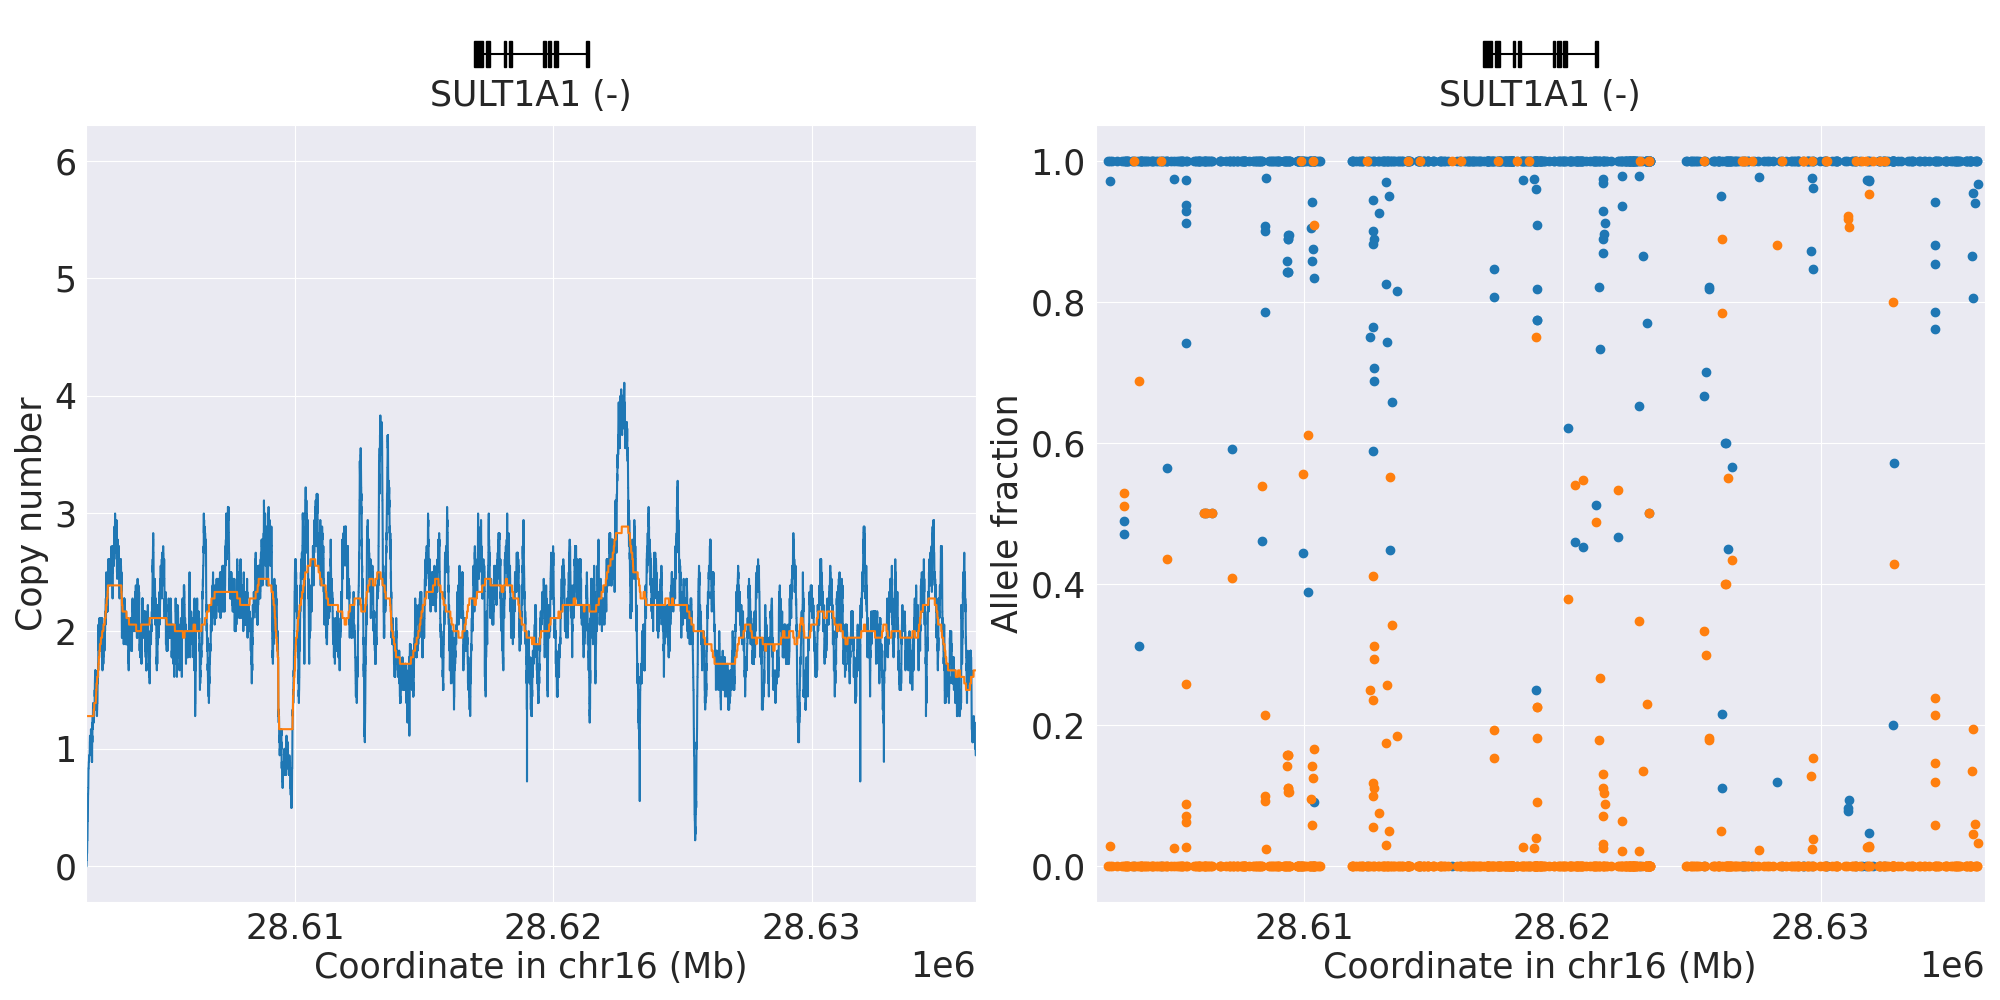 SULT1A1 (-)
6
5
4
3
2
1
0
Copy number
28.61
28.62
28.63
Coordinate in chr16 (Mb)
1e6
SULT1A1 (-)
1.0
0.8
0.6
0.4
0.2
0.0
Allele fraction
28.61
28.62
28.63
Coordinate in chr16 (Mb)
1e6